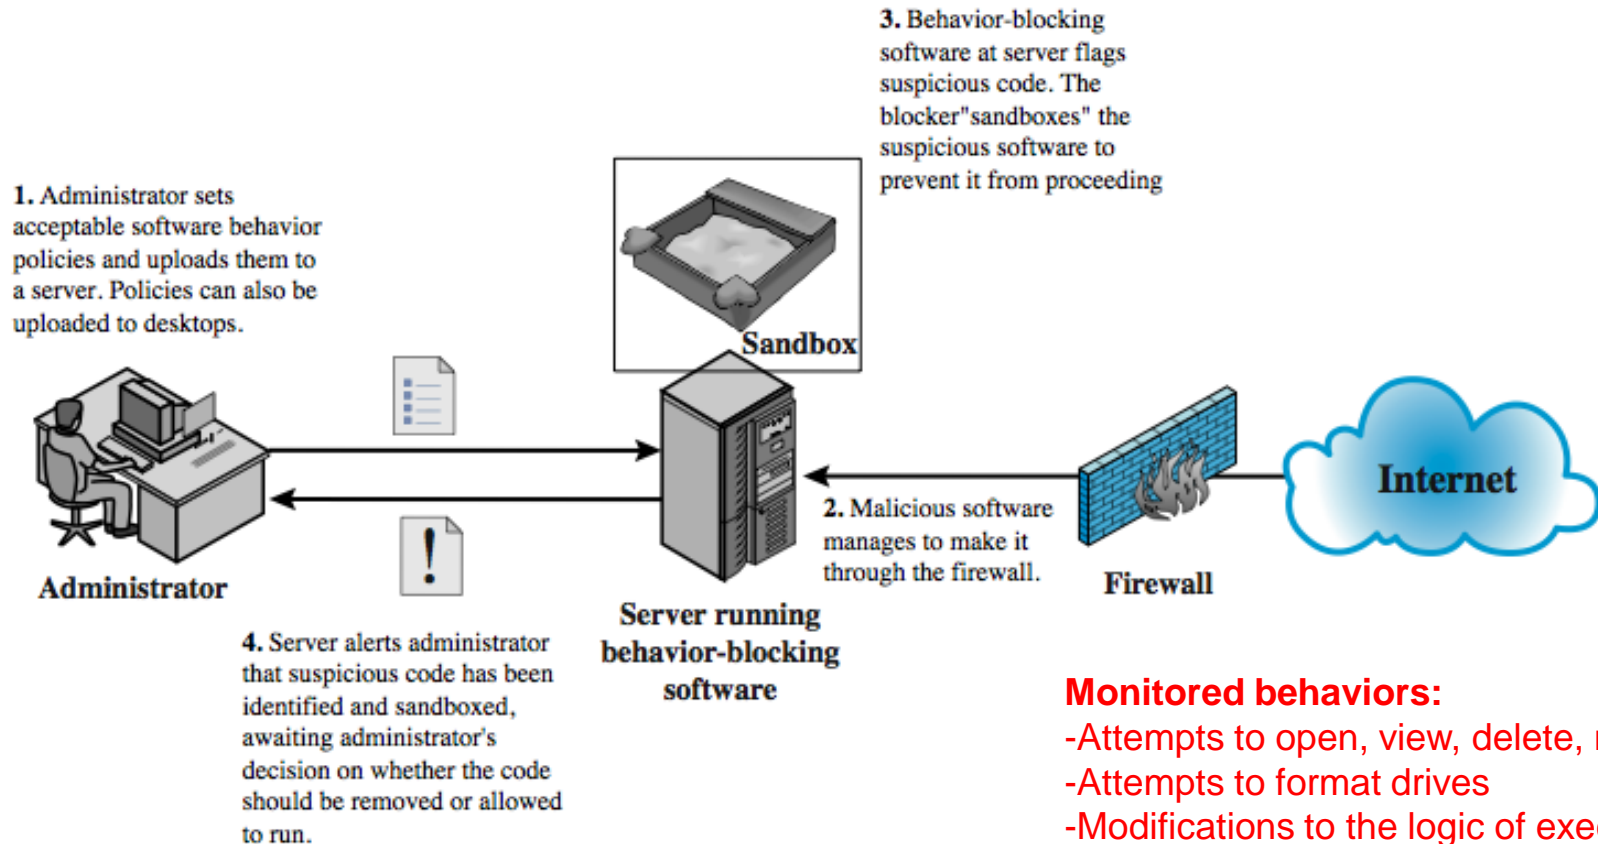 3. Behavior-blocking
software at server flags
suspicious code. The
blocker"sandboxes" the
suspicious software to
prevent it from proceeding
1. Administrator sets
acceptable software behavior
policies and uploads them to
a server. Policies can also be
uploaded to desktops.
Sandbox
Administrator
Server running
behavior-blocking
software
2. Malicious software
manages to make it
through the firewall.
Firewall
Internet
4. Server alerts administrator
that suspicious code has been
identified and sandboxed,
awaiting administrator's
decision on whether the code
should be removed or allowed
to run.
Monitored behaviors:
-Attempts to open, view, delete,
-Attempts to format drives
-Modifications to the logic of